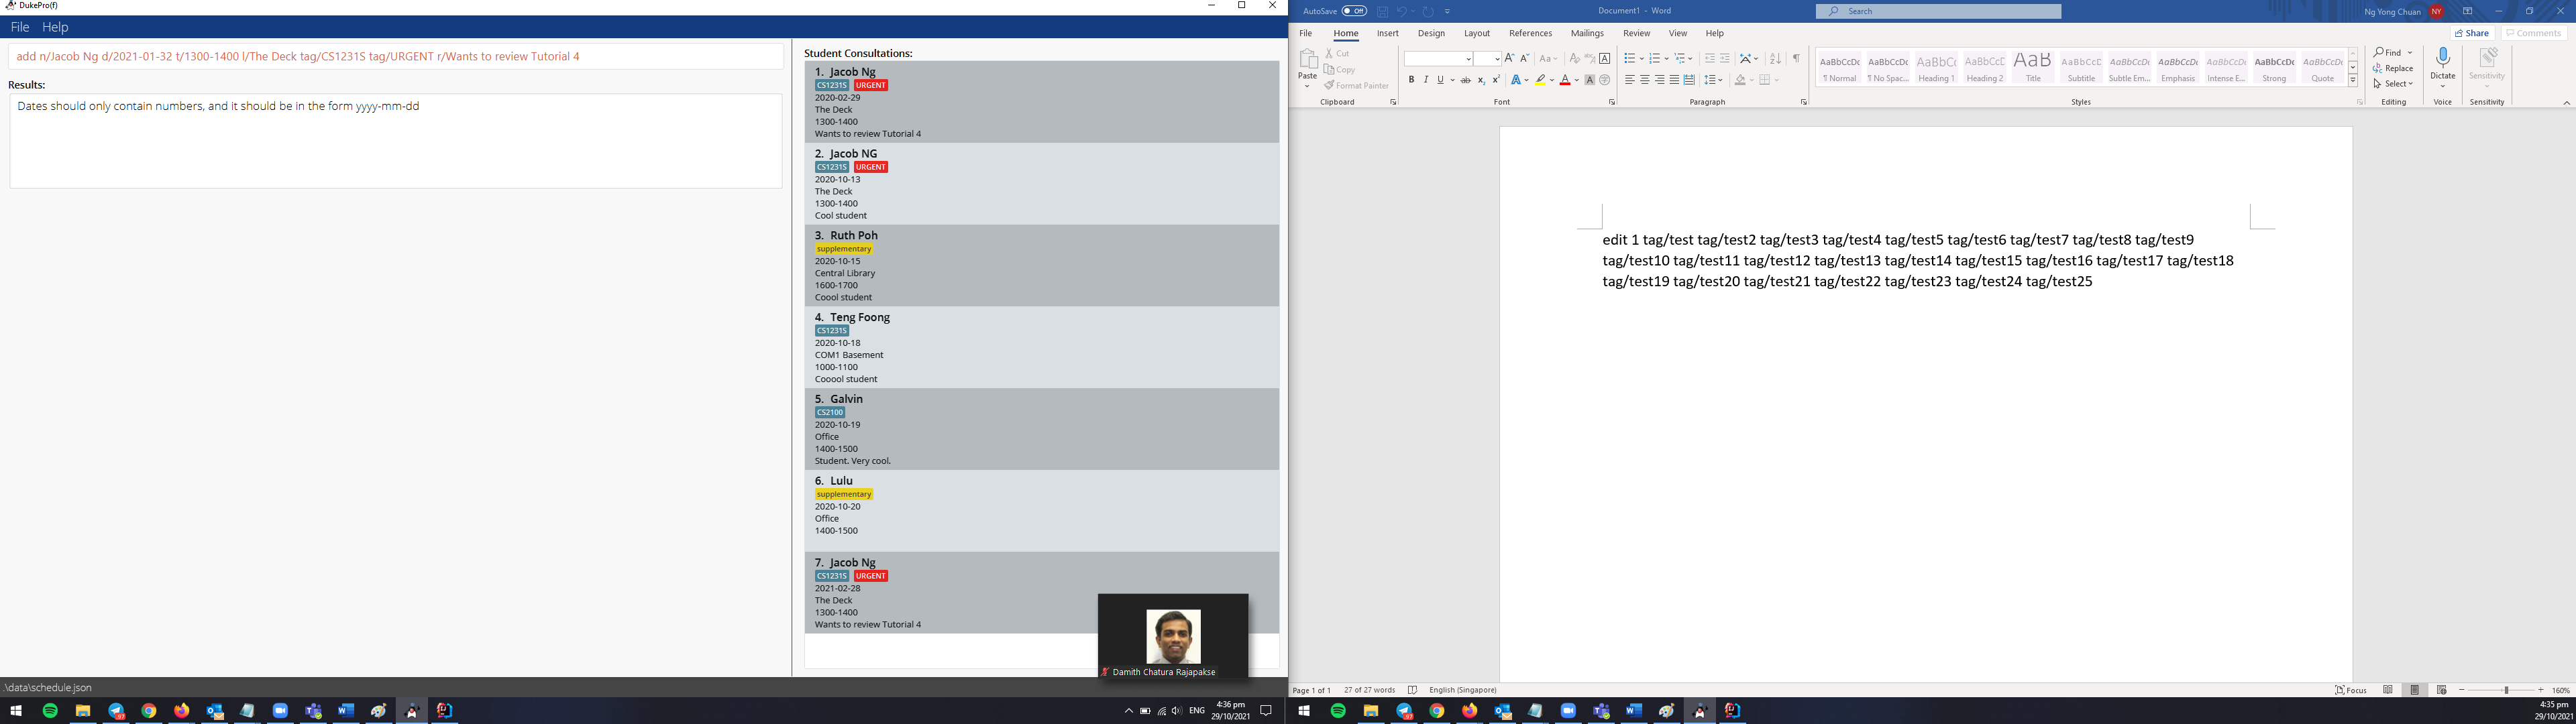 DukePro(f)
File Help
add n/Jacob Ng d/2021-01-32 t/1300-1400 l/The Deck tag/CS1231S tag/URGENT r/Wants to review Tutorial 4
Results:
Dates should only contain numbers, and it should be in the form yyyy-mm-dd
Student Consultations:
1. Jacob Ng
CS1231S URGENT
2020-02-29
The Deck
1300-1400
Wants to review Tutorial 4
2. Jacob NG
CS1231S URGENT
2020-10-13
The Deck
1300-1400
Cool student
3. Ruth Poh
supplementary
2020-10-15
Central Library
1600-1700
Coool student
4. Teng Foong
CS1231S
2020-10-18
COM1 Basement
1000-1100
Cooool student
5. Galvin
CS2100
2020-10-19
Office
1400-1500
Student. Very cool.
6. Lulu
supplementary
2020-10-20
Office
1400-1500
7. Jacob Ng
CS1231S URGENT
2021-02-28
The Deck
1300-1400
Wants to review Tutorial 4
Damith Chatura Rajapakse
.\data\schedule.json
ENG
4:36 pm
29/10/2021
AutoSave Off
Document1 - Word
Search
Ng Yong Chuan NY
File Home Insert Design Layout References Mailings Review View Help
Share Comments
Paste
Cut
Copy
Format Painter
Clipboard
Font
Paragraph
AaBbCcDc AaBbCcDc AaBbCc AaBbCcD AaB AaBbCcD AaBbCcDc AaBbCcDc AaBbCcDc AaBbCcDc AaBbCcDc
¶ Normal ¶ No Spac... Heading 1 Heading 2 Title Subtitle Subtle Em... Emphasis Intense E... Strong Quote
Styles
Find
Replace
Select
Editing
Dictate
Voice
Sensitivity
Sensitivity
edit 1 tag/test tag/test2 tag/test3 tag/test4 tag/test5 tag/test6 tag/test7 tag/test8 tag/test9
tag/test10 tag/test11 tag/test12 tag/test13 tag/test14 tag/test15 tag/test16 tag/test17 tag/test18
tag/test19 tag/test20 tag/test21 tag/test22 tag/test23 tag/test24 tag/test25
Page 1 of 1 27 of 27 words English (Singapore)
Focus 160%
4:35 pm
29/10/202